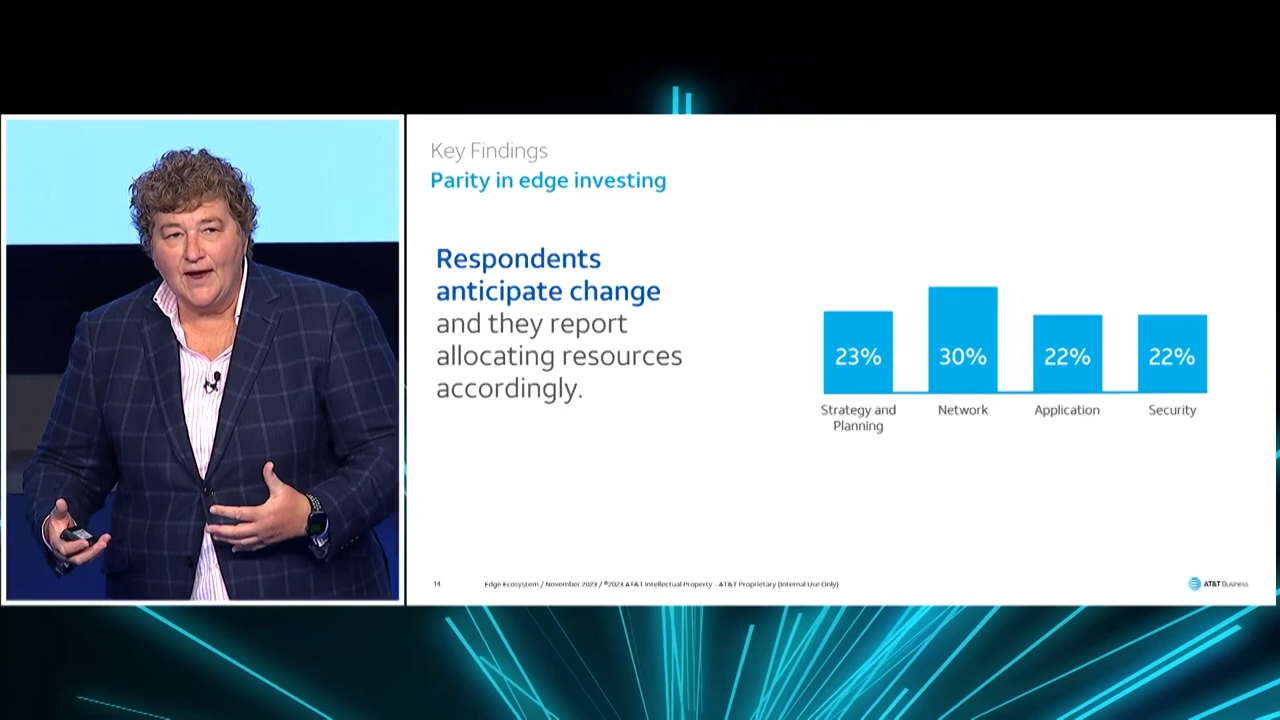 Key Findings
Parity in edge investing
Respondents
anticipate change
and they report
allocating resources
accordingly.
23%
30%
22%
22%
Strategy and
Planning
Network
Application
Security
14
Edge Ecosystem / November 2023 / ©2023 AT&T Intellectual Property - AT&T Proprietary (Internal Use Only)
AT&T Business